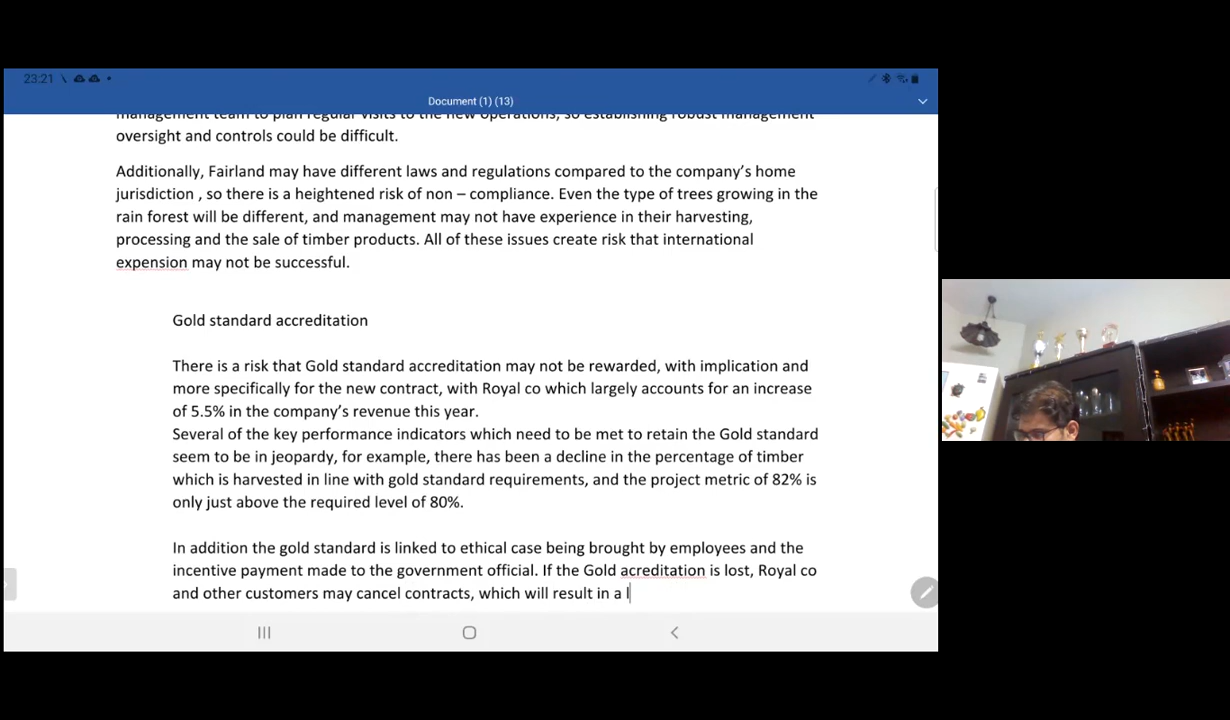 23:21
Document (1) (13)
management team to plan regular visits to the new operations, so establishing robust management
oversight and controls could be difficult.
Additionally, Fairland may have different laws and regulations compared to the company's home
jurisdiction , so there is a heightened risk of non – compliance. Even the type of trees growing in the
rain forest will be different, and management may not have experience in their harvesting,
processing and the sale of timber products. All of these issues create risk that international
expension may not be successful.
Gold standard accreditation
There is a risk that Gold standard accreditation may not be rewarded, with implication and
more specifically for the new contract, with Royal co which largely accounts for an increase
of 5.5% in the company's revenue this year.
Several of the key performance indicators which need to be met to retain the Gold standard
seem to be in jeopardy, for example, there has been a decline in the percentage of timber
which is harvested in line with gold standard requirements, and the project metric of 82% is
only just above the required level of 80%.
In addition the gold standard is linked to ethical case being brought by employees and the
incentive payment made to the government official. If the Gold acreditation is lost, Royal co
and other customers may cancel contracts, which will result in a l